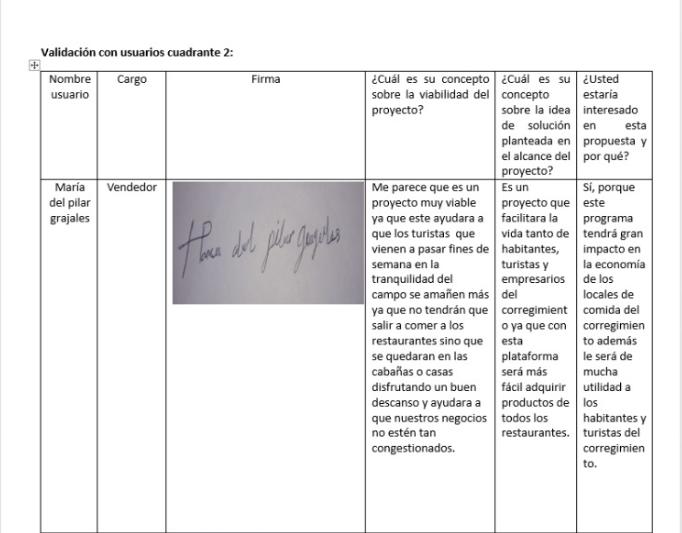 Validación con usuarios cuadrante 2:
Nombre usuario
Cargo
Firma
¿Cuál es su concepto
sobre la viabilidad del
proyecto?
¿Cuál es su
concepto
sobre la idea
de solución
planteada en
el alcance del
proyecto?
¿Usted
estaría
interesado
en esta
propuesta y
por qué?
María
del pilar
grajales
Vendedor
del pilar grajales
Me parece que es un
proyecto muy viable
ya que este ayudara a
que los turistas que
vienen a pasar fines de
semana en la
tranquilidad del
campo se amañen más
ya que no tendrán que
salir a comer a los
restaurantes sino que
se quedaran en las
cabañas o casas
disfrutando un buen
descanso y ayudara a
que nuestros negocios
no estén tan
congestionados.
Es un
proyecto que
facilitara la
vida tanto de
habitantes,
turistas y
empresarios
del
corregimient
o ya que con
esta
plataforma
será más
fácil adquirir
productos de
todos los
restaurantes.
Sí, porque
este
programa
tendrá gran
impacto en
la economía
de los
locales de
comida del
corregimien
to además
le será de
mucha
utilidad a
los
habitantes y
turistas del
corregimien
to.